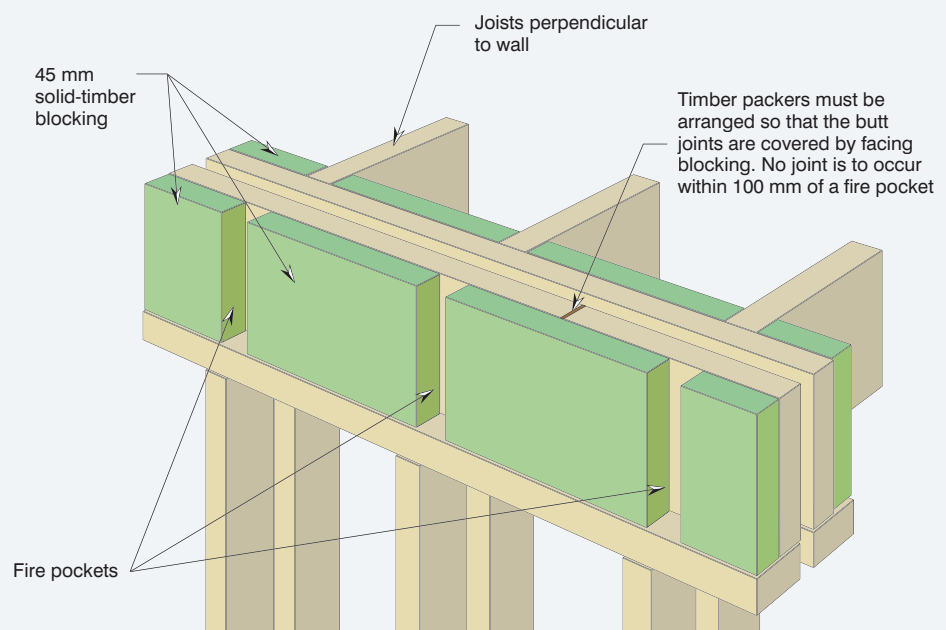 Joists perpendicular
to wall
45 mm
solid-timber
blocking
Timber packers must be
arranged so that the butt
joints are covered by facing
blocking. No joint is to occur
within 100 mm of a fire pocket
Fire pockets